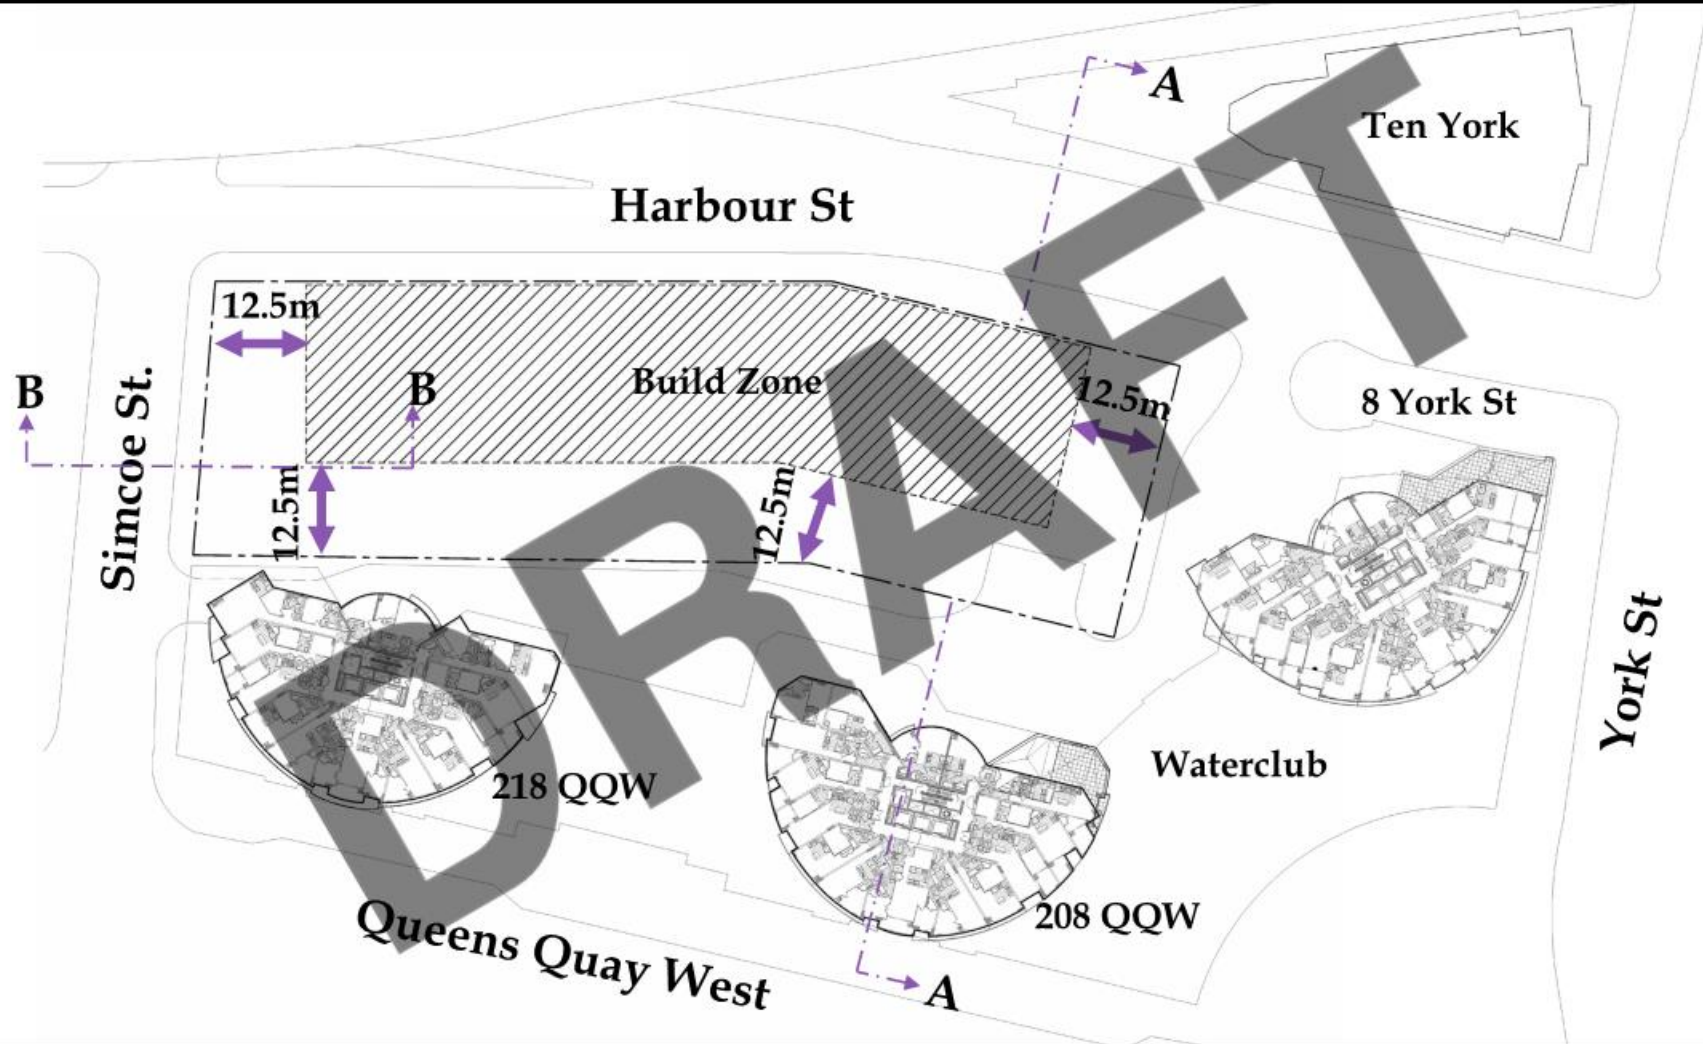 A
Ten York
Harbour St
12.5m
Build Zone
B
B
12.5m
8 York St
Simcoe St.
12.5m
12.5m
DRAFT
York St
Waterclub
218 QQW
208 QQW
Queens Quay West
A